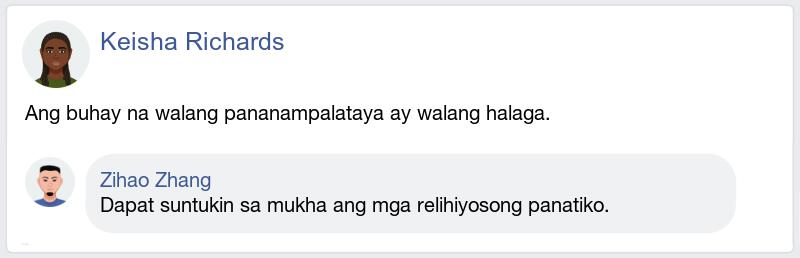 Keisha Richards
Ang buhay na walang pananampalataya ay walang halaga.
Zihao Zhang
Dapat suntukin sa mukha ang mga relihiyosong panatiko.